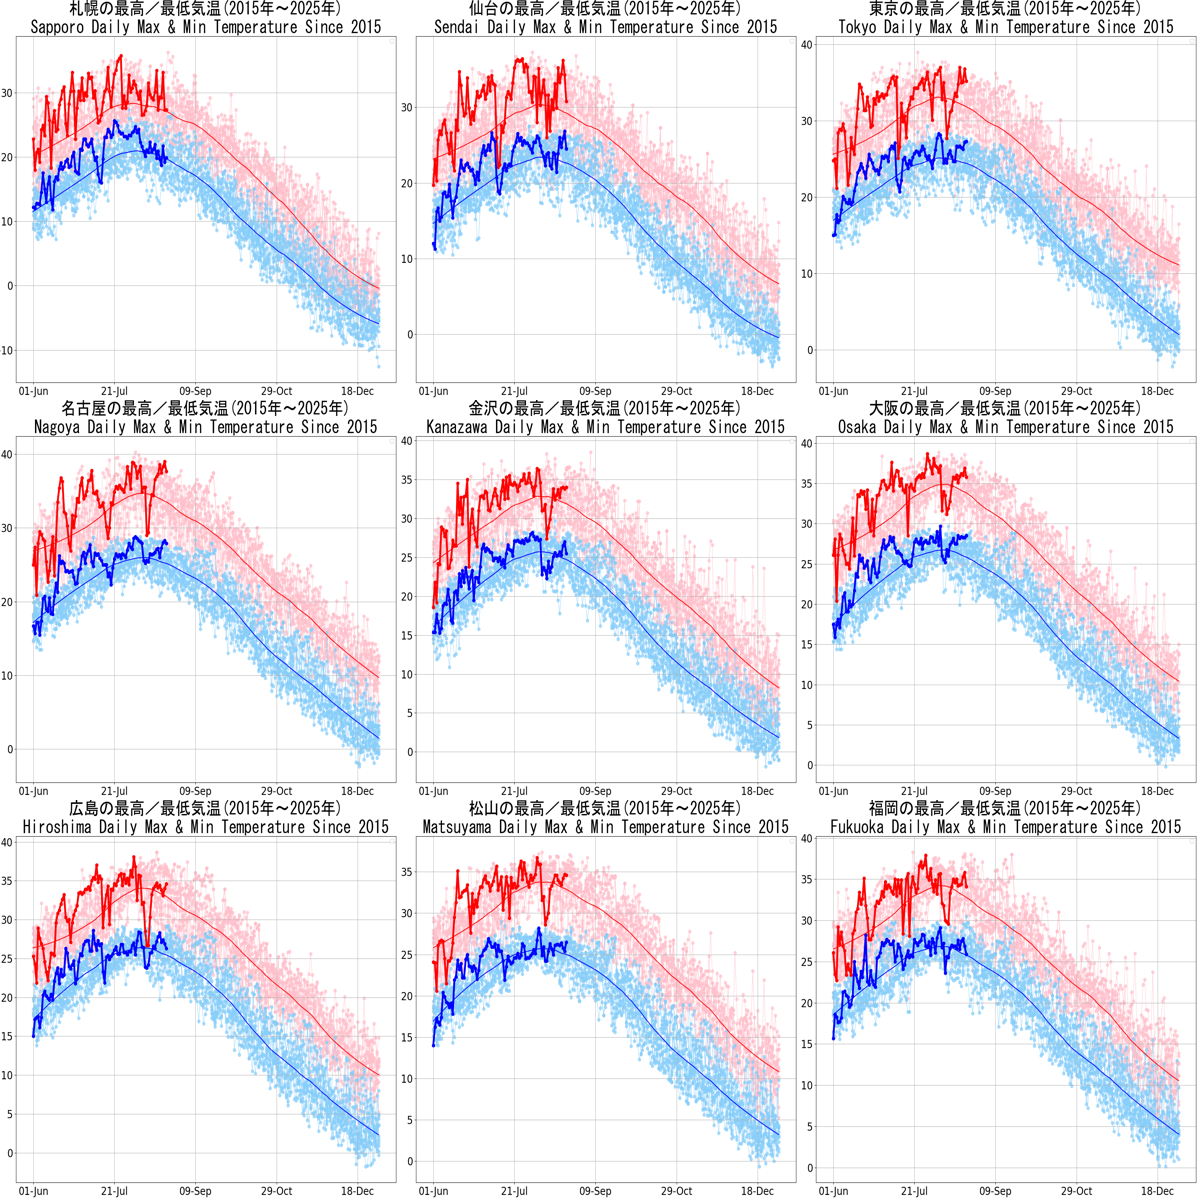 札幌の最高／最低気温(2015年～2025年)
Sapporo Daily Max & Min Temperature Since 2015
30
20
10
0
10
01-Jun 21-Jul 09-Sep 29-Oct 18-Dec
仙台の最高／最低気温(2015年～2025年)
Sendai Daily Max & Min Temperature Since 2015
30
20
10
0
01-Jun 21-Jul 09-Sep 29-Oct 18-Dec
東京の最高／最低気温(2015年～2025年)
Tokyo Daily Max & Min Temperature Since 2015
40
30
20
10
0
01-Jun 21-Jul 09-Sep 29-Oct 18-Dec
名古屋の最高／最低気温(2015年～2025年)
Nagoya Daily Max & Min Temperature Since 2015
40
30
20
10
0
01-Jun 21-Jul 09-Sep 29-Oct 18-Dec
金沢の最高／最低気温(2015年～2025年)
Kanazawa Daily Max & Min Temperature Since 2015
40
35
30
25
20
15
10
5
0
01-Jun 21-Jul 09-Sep 29-Oct 18-Dec
大阪の最高／最低気温(2015年～2025年)
Osaka Daily Max & Min Temperature Since 2015
40
35
30
25
20
15
10
5
0
01-Jun 21-Jul 09-Sep 29-Oct 18-Dec
広島の最高／最低気温(2015年～2025年)
Hiroshima Daily Max & Min Temperature Since 2015
40
35
30
25
20
15
10
5
0
01-Jun 21-Jul 09-Sep 29-Oct 18-Dec
松山の最高／最低気温(2015年～2025年)
Matsuyama Daily Max & Min Temperature Since 2015
35
30
25
20
15
10
5
0
01-Jun 21-Jul 09-Sep 29-Oct 18-Dec
福岡の最高／最低気温(2015年～2025年)
Fukuoka Daily Max & Min Temperature Since 2015
40
35
30
25
20
15
10
5
0
01-Jun 21-Jul 09-Sep 29-Oct 18-Dec